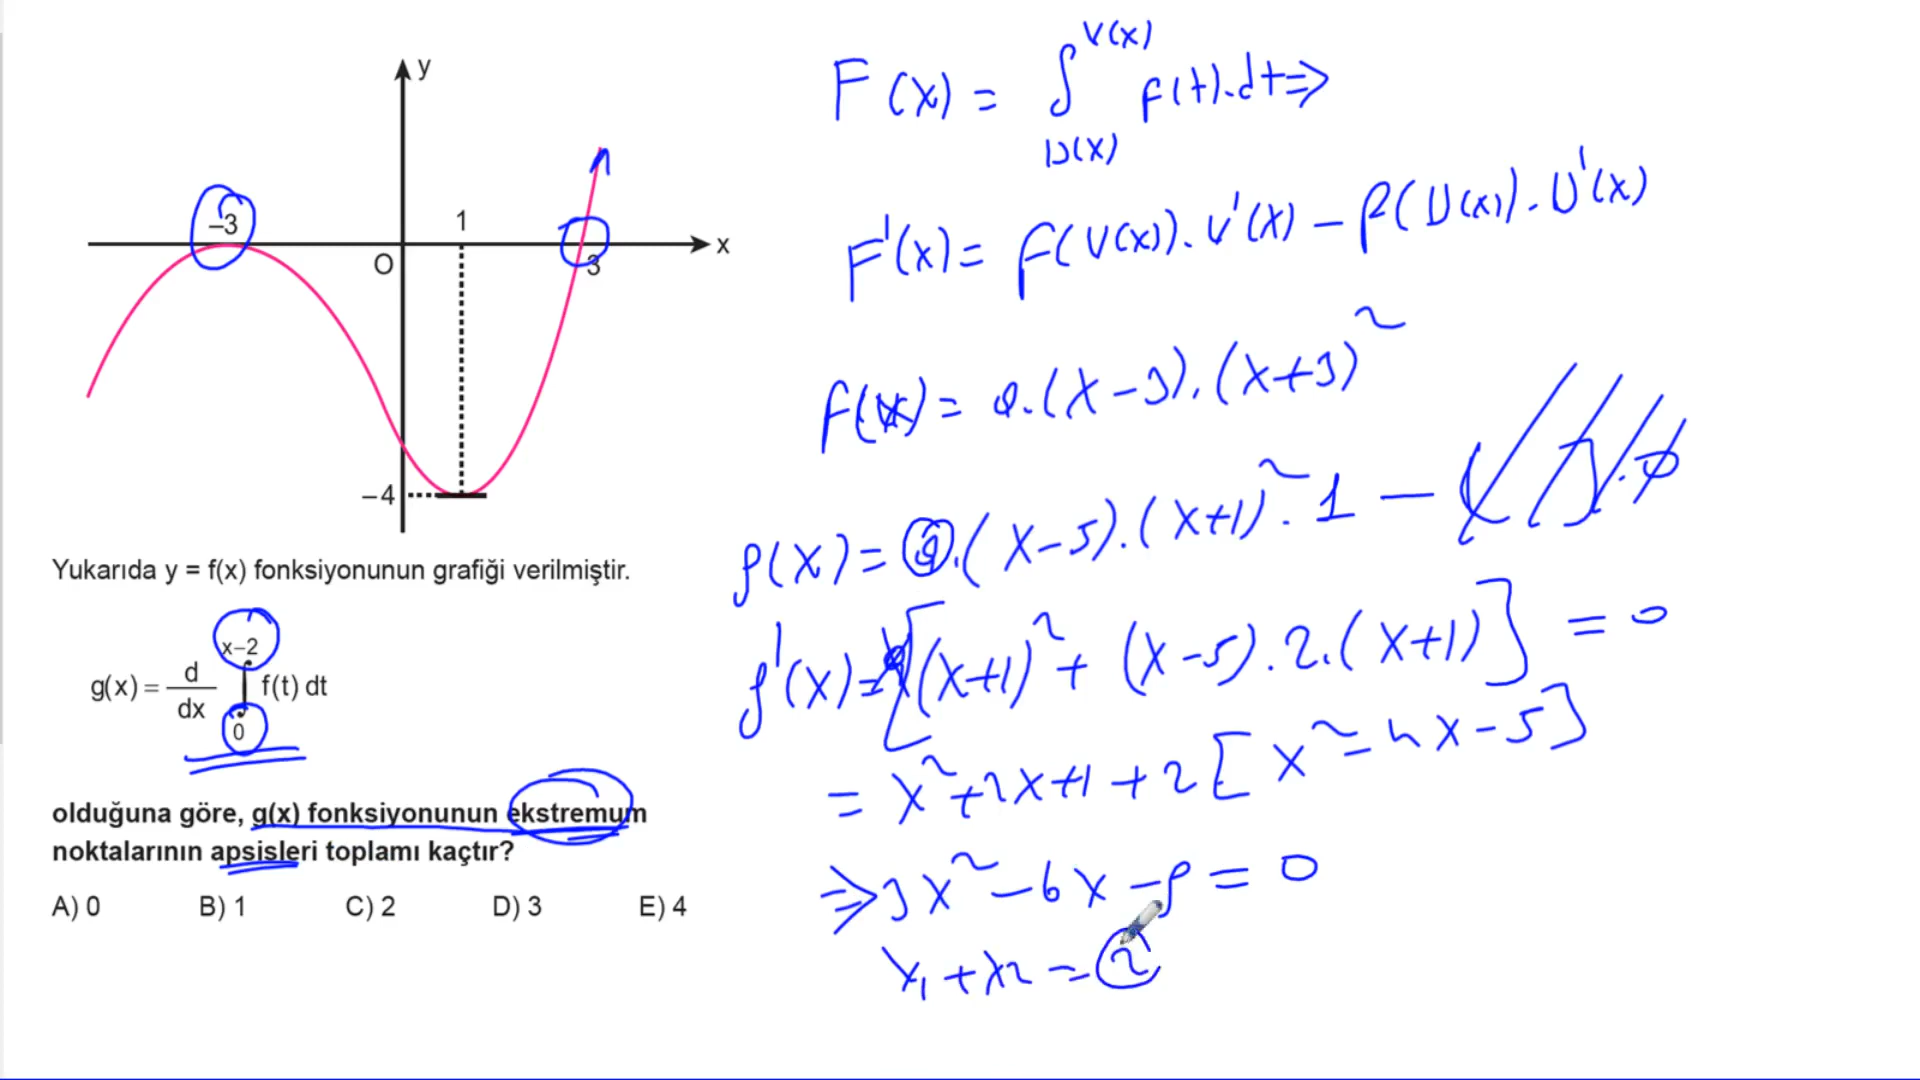 y
-3
1
x
O
3
-4
Yukarıda y = f(x) fonksiyonunun grafiği verilmiştir.
g(x) = d/dx ∫₀ˣ⁻² f(t) dt
olduğuna göre, g(x) fonksiyonunun ekstremum
noktalarının apsisleri toplamı kaçtır?
A) 0 B) 1 C) 2 D) 3 E) 4
F(x) = ∫ V(x) U(x) f(t).dt ⇒
F'(x) = f(V(x)).V'(x) - f(U(x)).U'(x)
f(x) = a.(x-3).(x+3)²
g(x) = a.(x-5).(x+1)².1 -
g'(x) = a[(x+1)² + (x-5).2.(x+1)] = 0
= x²+2x+1+2[x²-4x-5]
⇒ 3x²-6x-9 = 0
x₁+x₂ = 2